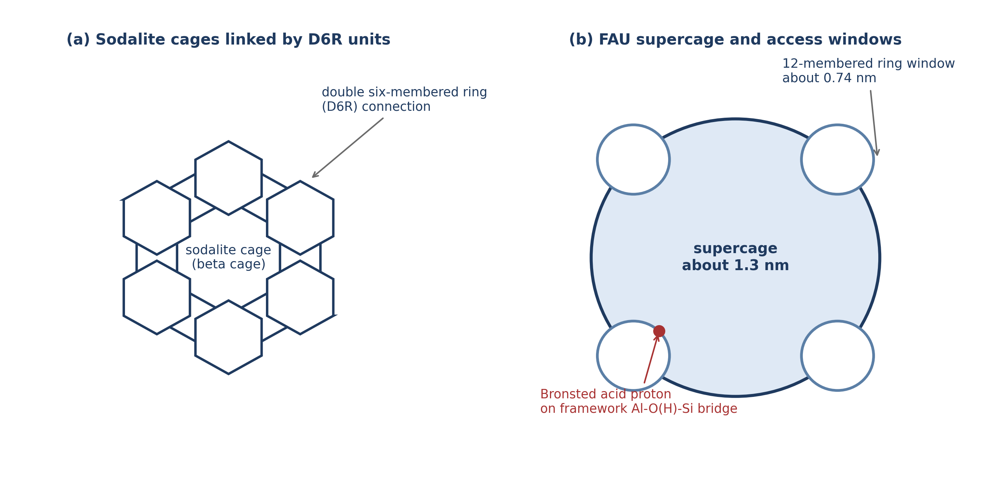 (a) Sodalite cages linked by D6R units
double six-membered ring
(D6R) connection
sodalite cage
(beta cage)
(b) FAU supercage and access windows
12-membered ring window
about 0.74 nm
supercage
about 1.3 nm
Bronsted acid proton
on framework Al-O(H)-Si bridge